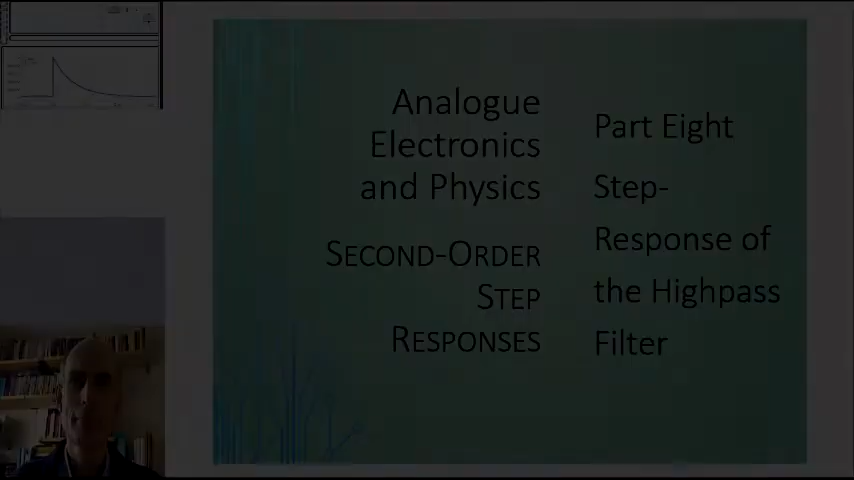 Analogue
Electronics
and Physics
SECOND-ORDER
STEP
RESPONSES
Part Eight
Step-
Response of
the Highpass
Filter